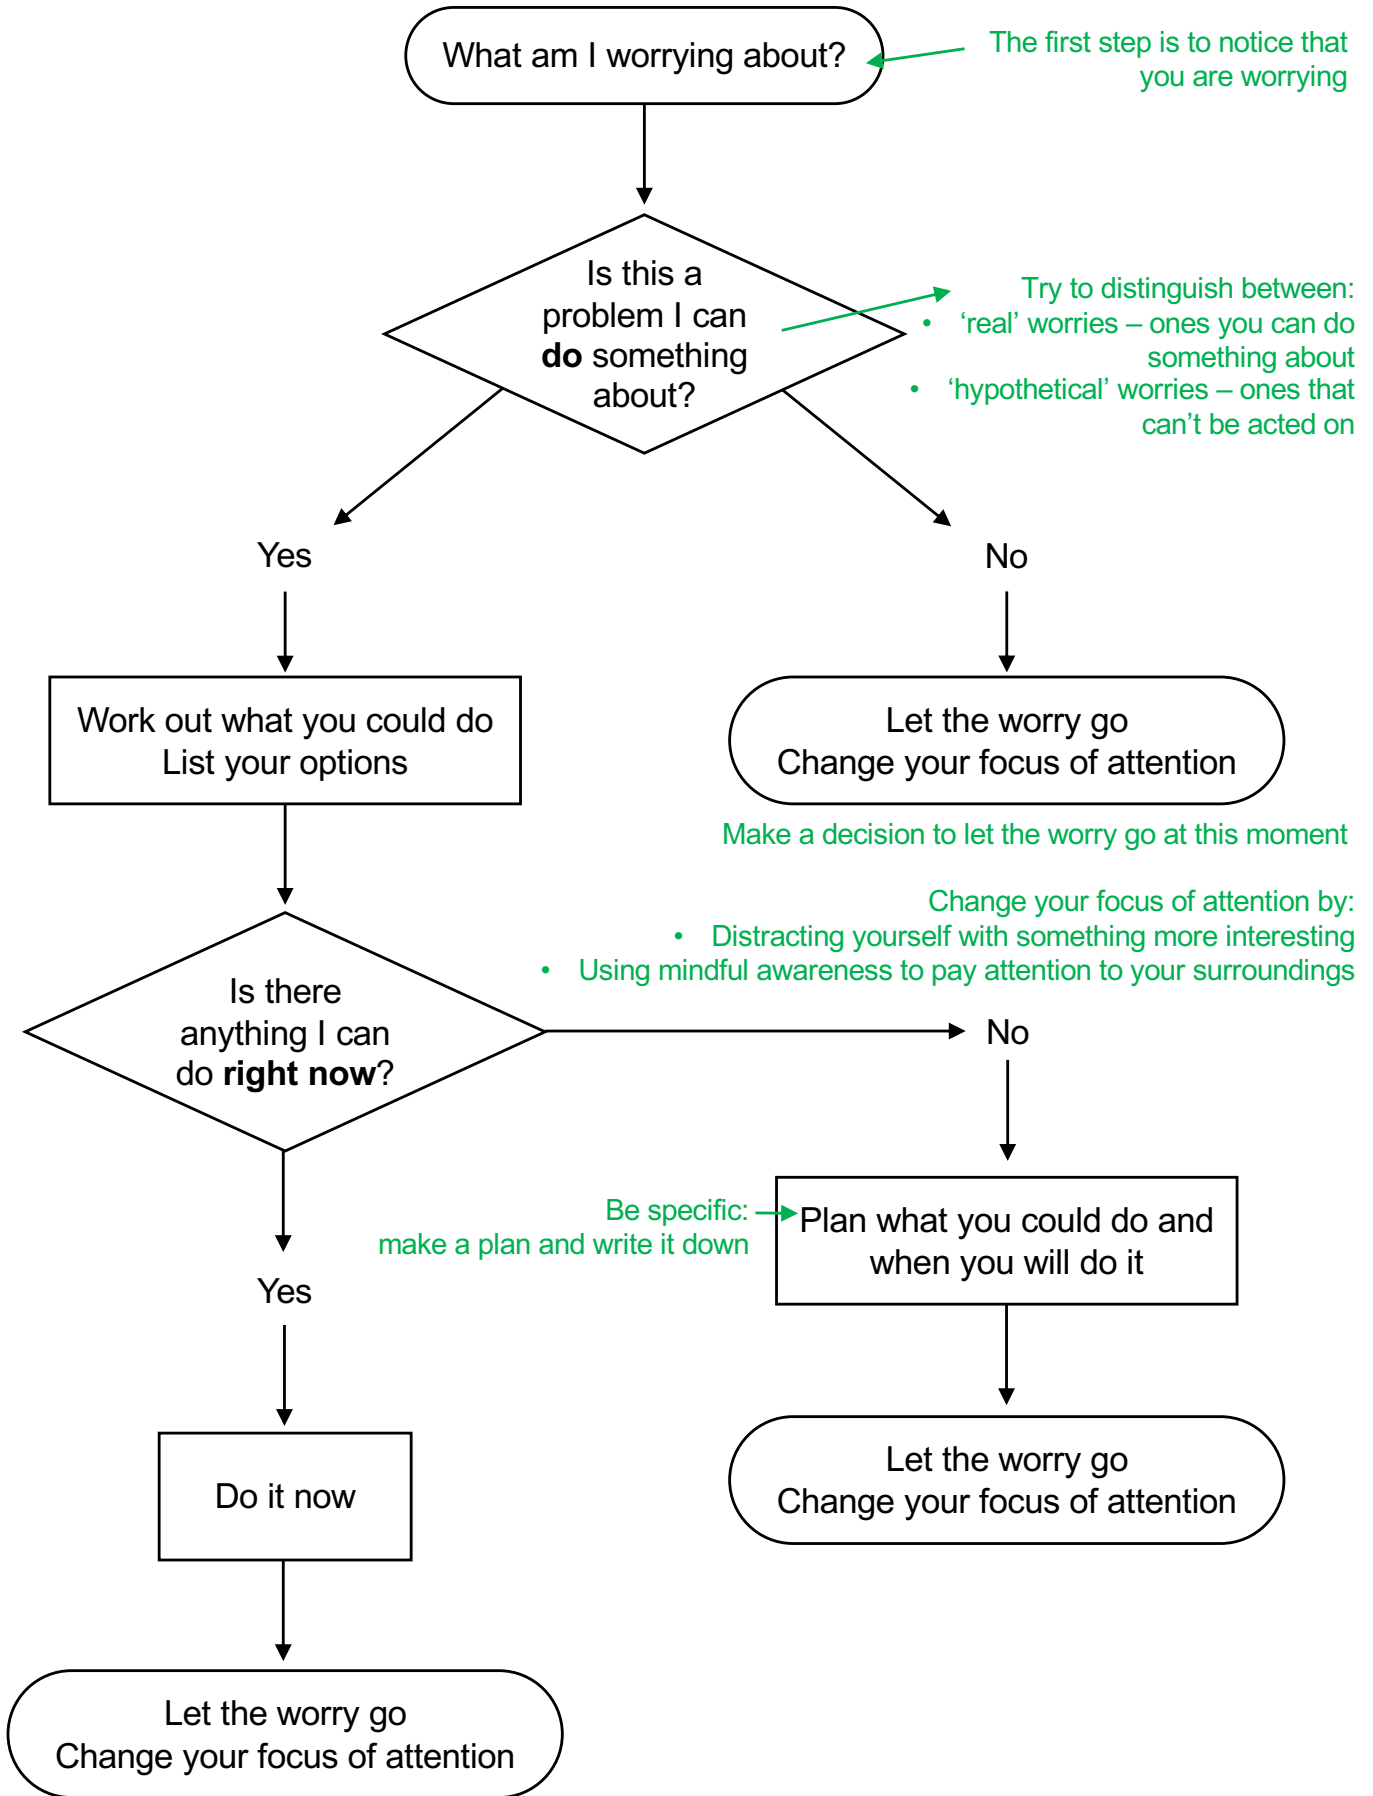 What am I worrying about?
The first step is to notice that
you are worrying
Is this a
problem I can
do something
about?
Try to distinguish between:
• ‘real’ worries – ones you can do
something about
• ‘hypothetical’ worries – ones that
can’t be acted on
Yes
No
Work out what you could do
List your options
Let the worry go
Change your focus of attention
Make a decision to let the worry go at this moment
Change your focus of attention by:
• Distracting yourself with something more interesting
• Using mindful awareness to pay attention to your surroundings
Is there
anything I can
do right now?
No
Be specific:
make a plan and write it down
Plan what you could do and
when you will do it
Yes
Do it now
Let the worry go
Change your focus of attention
Let the worry go
Change your focus of attention